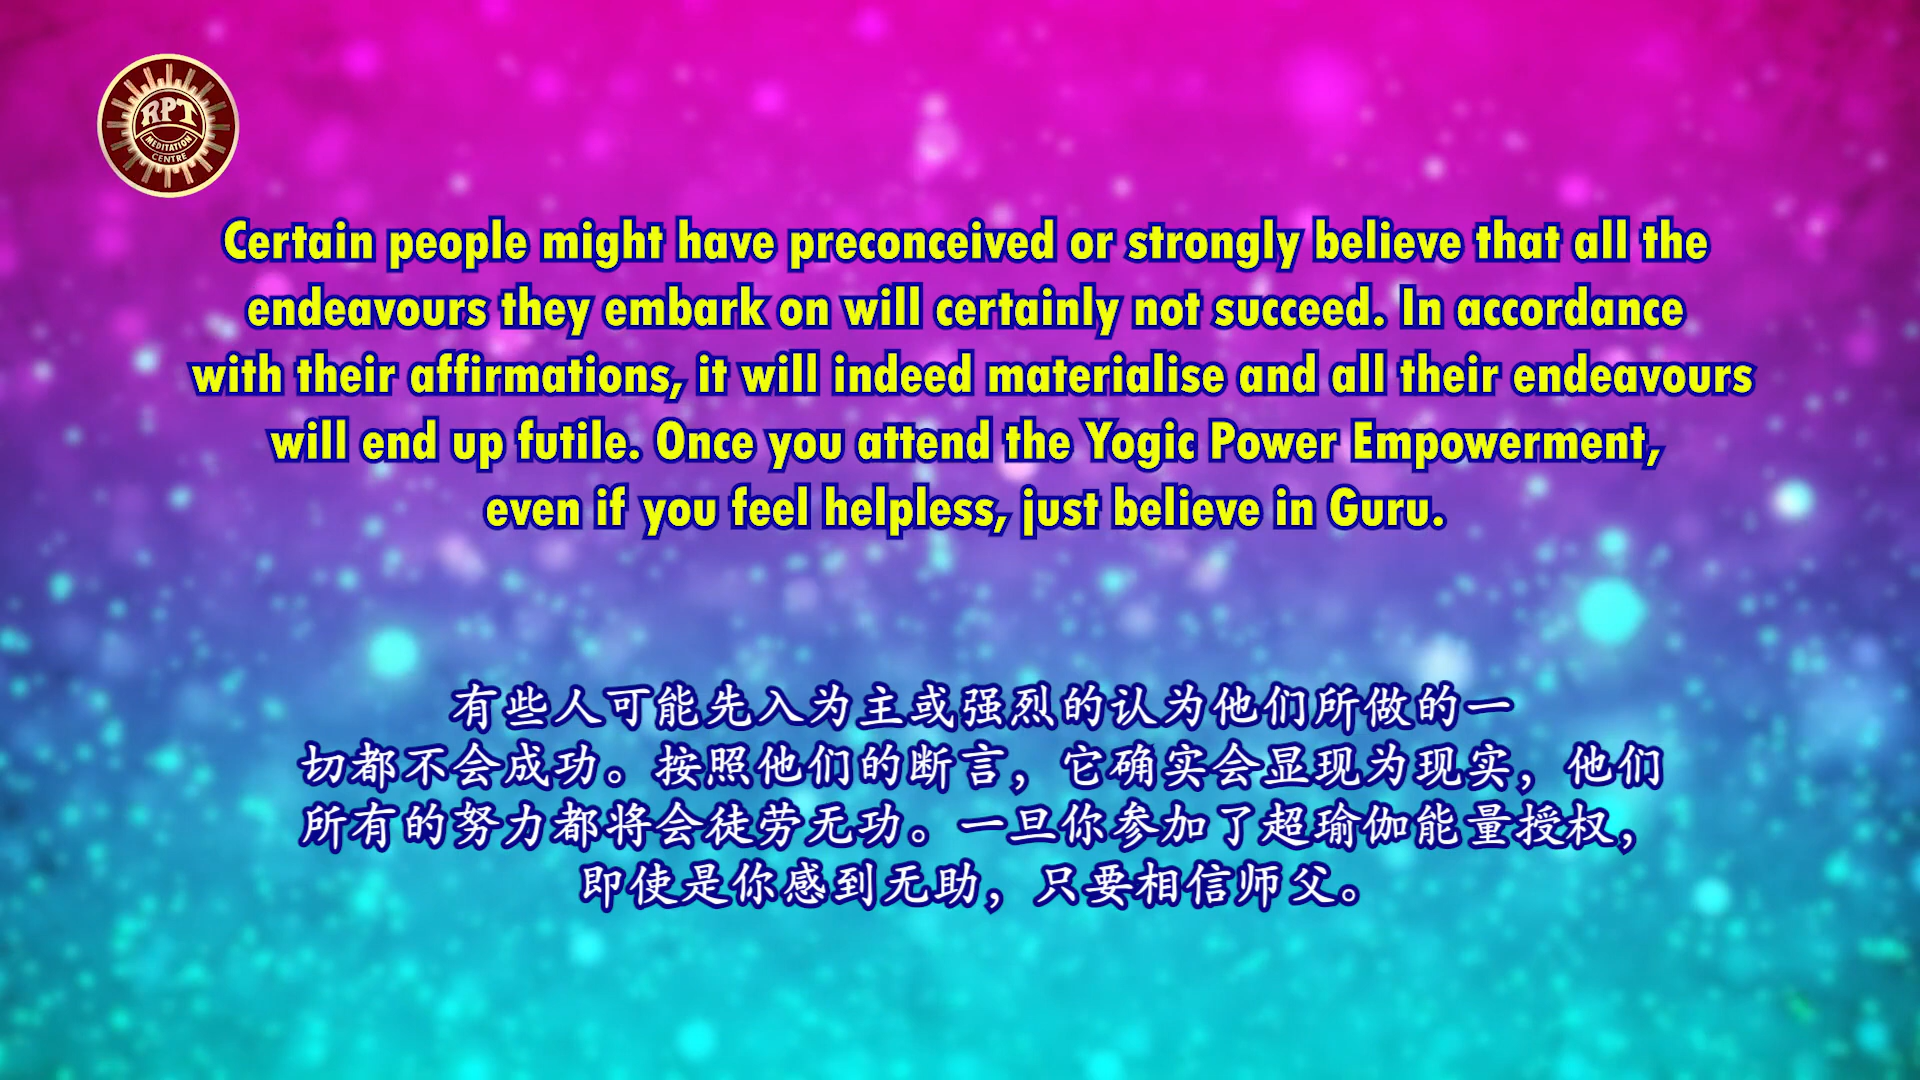 RPT
MEDITATION
CENTRE
Certain people might have preconceived or strongly believe that all the
endeavours they embark on will certainly not succeed. In accordance
with their affirmations, it will indeed materialise and all their endeavours
will end up futile. Once you attend the Yogic Power Empowerment,
even if you feel helpless, just believe in Guru.
有些人可能先入为主或强烈的认为他们所做的一
切都不会成功。按照他们的断言，它确实会显现为现实，他们
所有的努力都将会徒劳无功。一旦你参加了超瑜伽能量授权，
即使是你感到无助，只要相信师父。